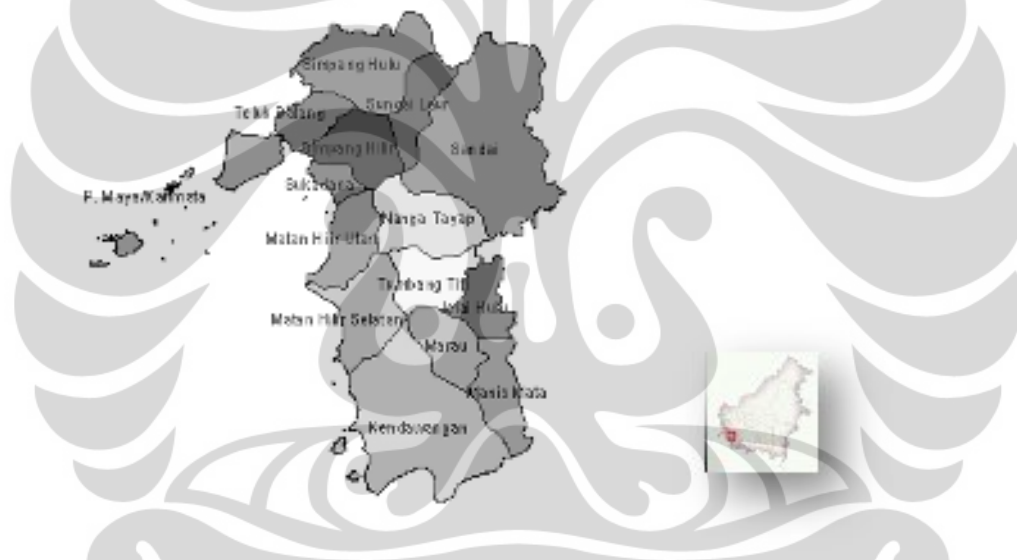 Simpang Hulu
Sungai Laur
Teluk Batang
Simpang Hilir
Sandai
Sukadana
P. Maya/Karimata
Nanga Tayap
Matan Hilir Utara
Tumbang Titi
Jelai Hulu
Matan Hilir Selatan
Marau
Manis Mata
Kendawangan